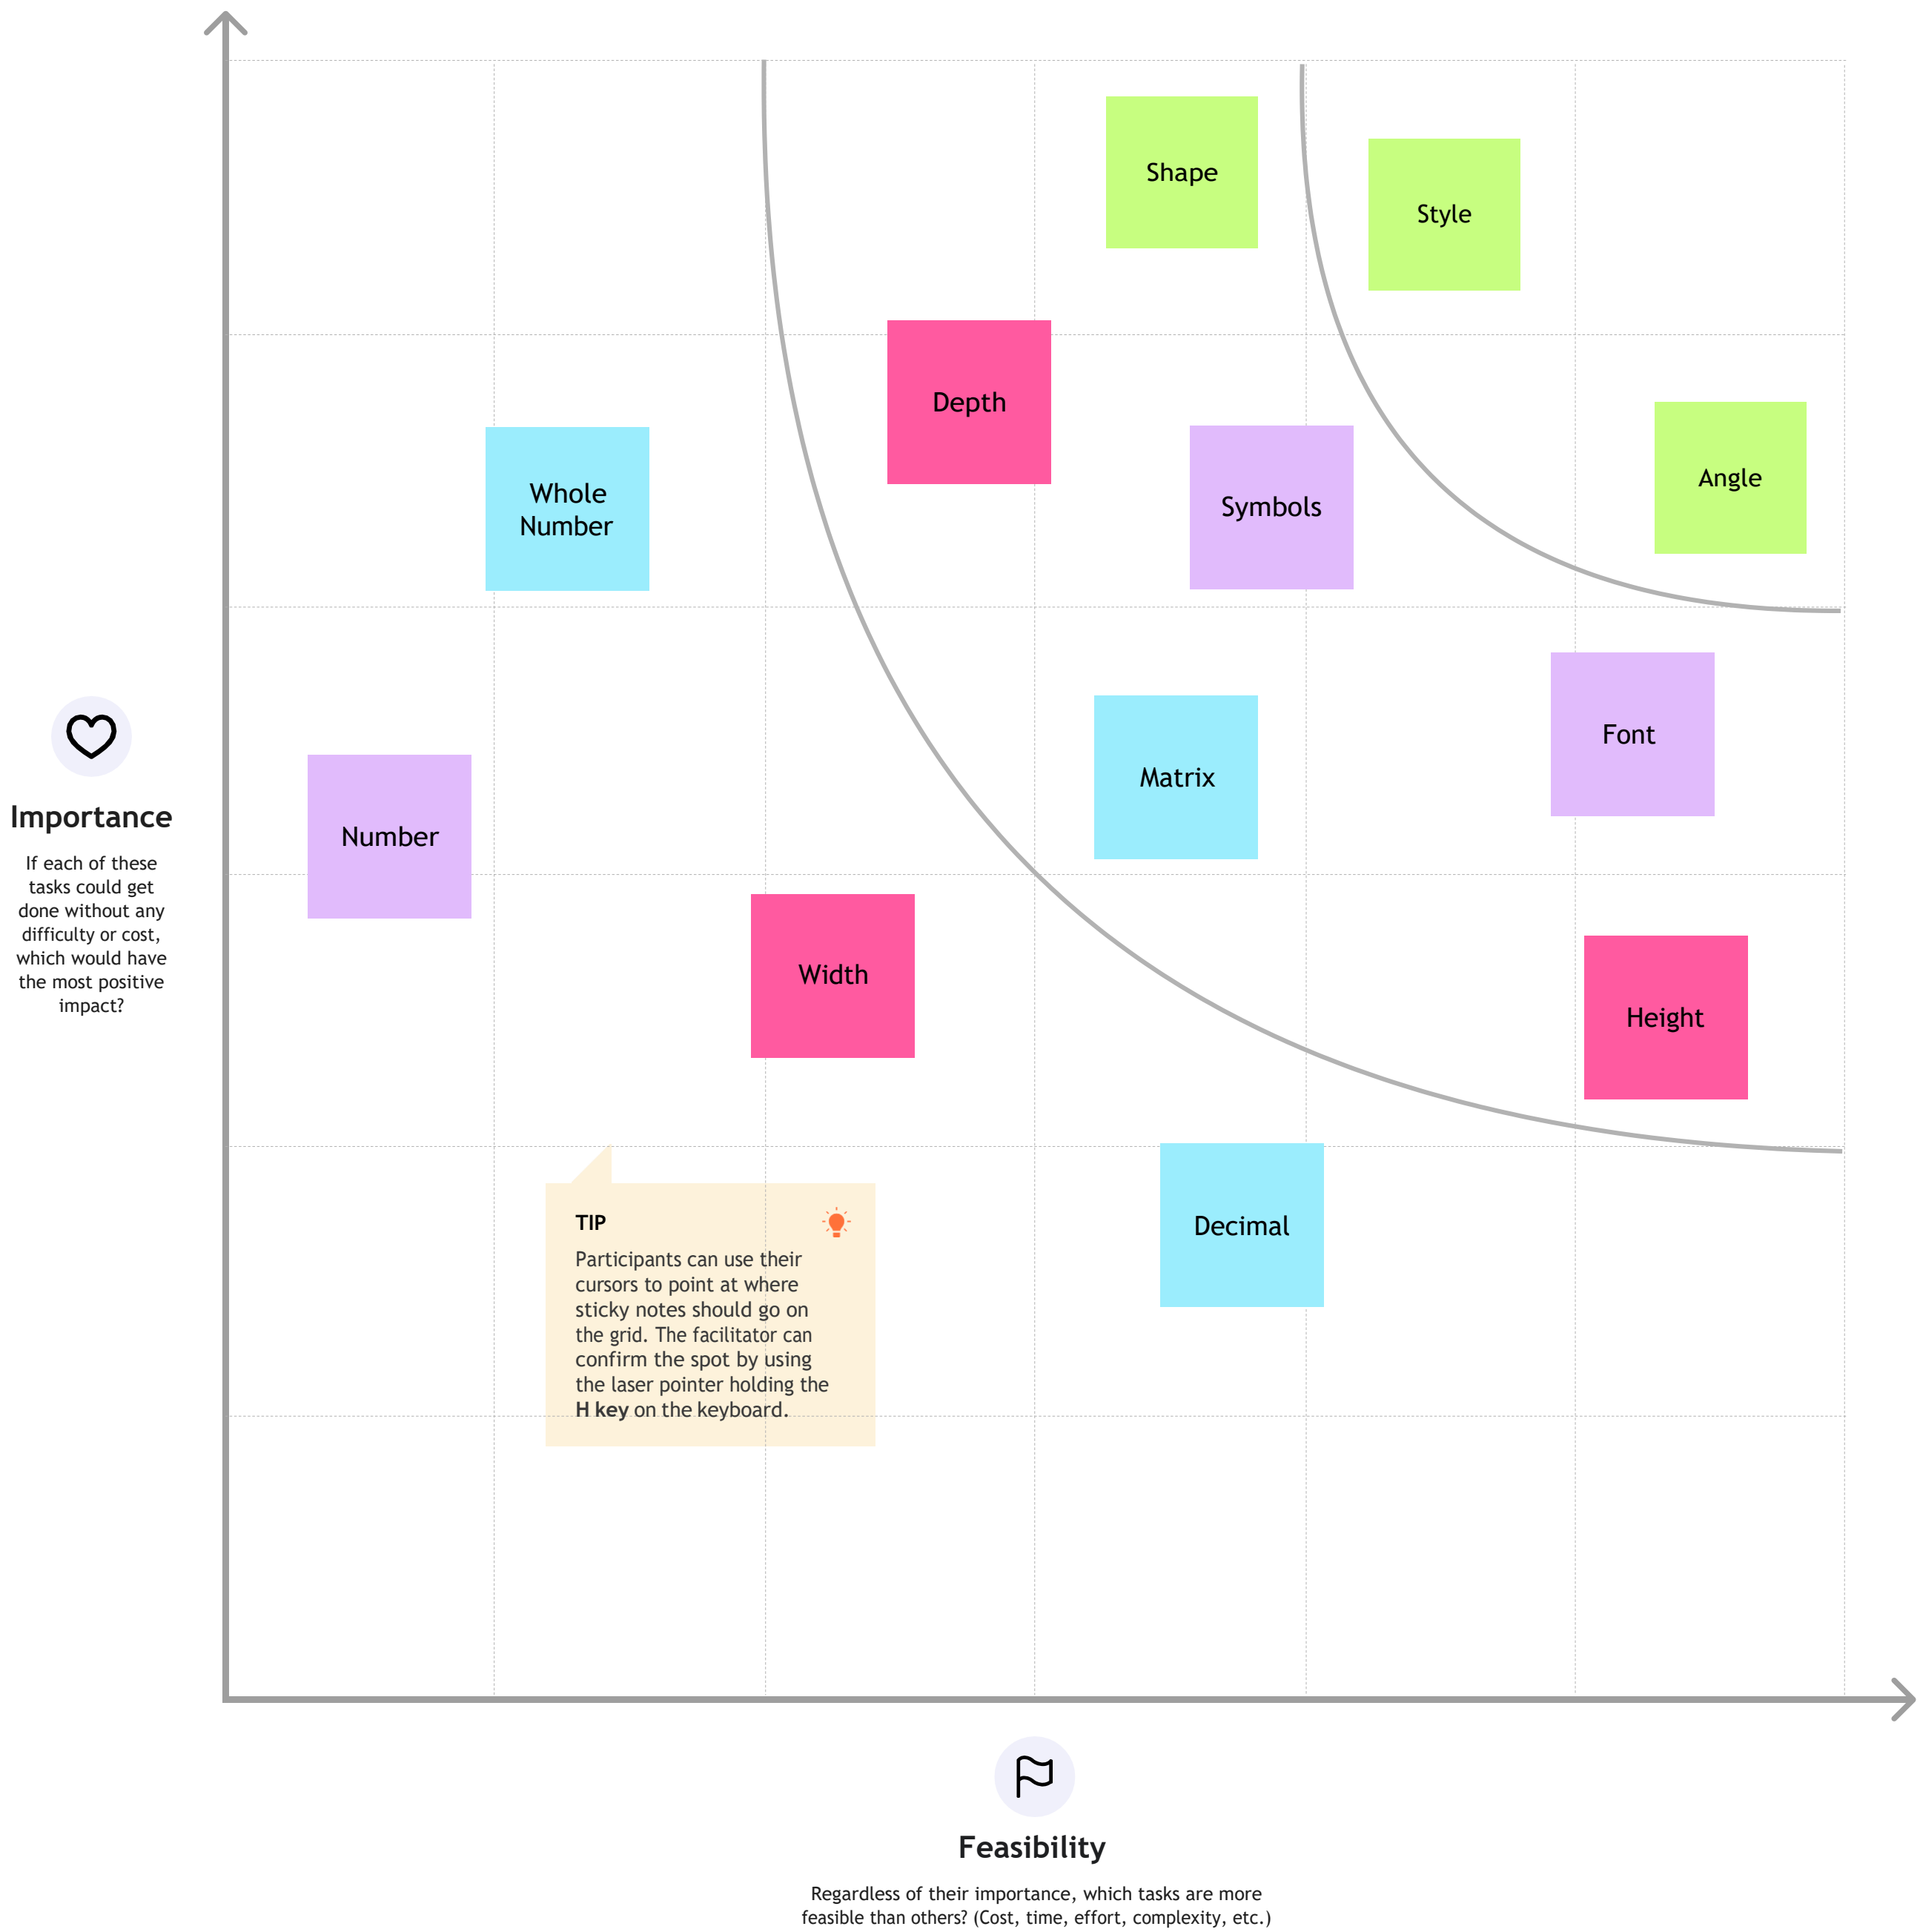 Shape
Style
Depth
Angle
Whole
Number
Symbols
Font
Matrix
Importance
Number
If each of these
tasks could get
done without any
difficulty or cost,
which would have
the most positive
impact?
Width
Height
Decimal
TIP
Participants can use their
cursors to point at where
sticky notes should go on
the grid. The facilitator can
confirm the spot by using
the laser pointer holding the
H key on the keyboard.
Feasibility
Regardless of their importance, which tasks are more
feasible than others? (Cost, time, effort, complexity, etc.)